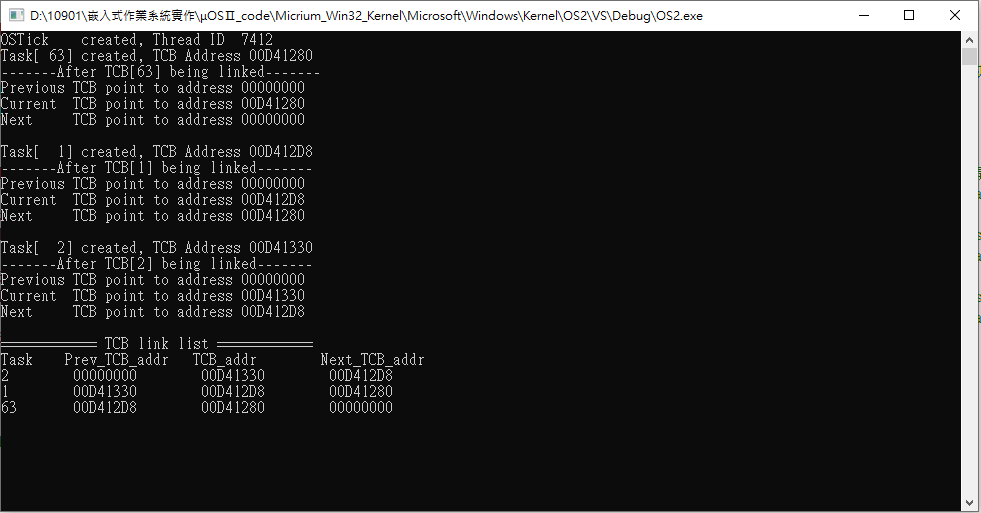 D:\10901\嵌入式作業系統實作\μOSⅡ_code\Micrium_Win32_Kernel\Microsoft\Windows\Kernel\OS2\VS\Debug\OS2.exe
OSTick    created, Thread ID  7412
Task[ 63] created, TCB Address 00D41280
-------After TCB[63] being linked-------
Previous TCB point to address 00000000
Current  TCB point to address 00D41280
Next     TCB point to address 00000000
Task[  1] created, TCB Address 00D412D8
-------After TCB[1] being linked-------
Previous TCB point to address 00000000
Current  TCB point to address 00D412D8
Next     TCB point to address 00D41280
Task[  2] created, TCB Address 00D41330
-------After TCB[2] being linked-------
Previous TCB point to address 00000000
Current  TCB point to address 00D41330
Next     TCB point to address 00D412D8
============ TCB link list ============
Task    Prev_TCB_addr   TCB_addr        Next_TCB_addr
2        00000000        00D41330        00D412D8
1        00D41330        00D412D8        00D41280
63       00D412D8        00D41280        00000000